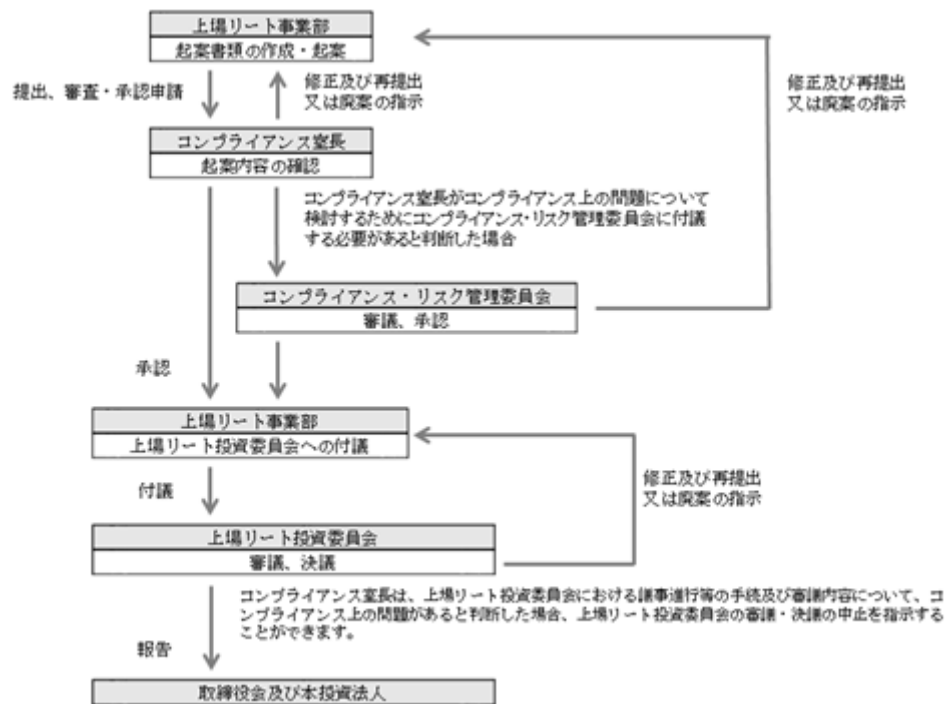 上場リート事業部
起案書類の作成・起案
提出、審査・承認申請
修正及び再提出
又は廃案の指示
修正及び再提出
又は廃案の指示
コンプライアンス室長
起案内容の確認
コンプライアンス室長がコンプライアンス上の問題について
検討するためにコンプライアンス・リスク管理委員会に付議
する必要があると判断した場合
コンプライアンス・リスク管理委員会
審議、承認
承認
上場リート事業部
上場リート投資委員会への付議
付議
修正及び再提出
又は廃案の指示
上場リート投資委員会
審議、決議
コンプライアンス室長は、上場リート投資委員会における議事進行等の手続及び審議内容について、コ
ンプライアンス上の問題があると判断した場合、上場リート投資委員会の審議・決議の中止を指示する
ことができます。
報告
取締役会及び本投資法人